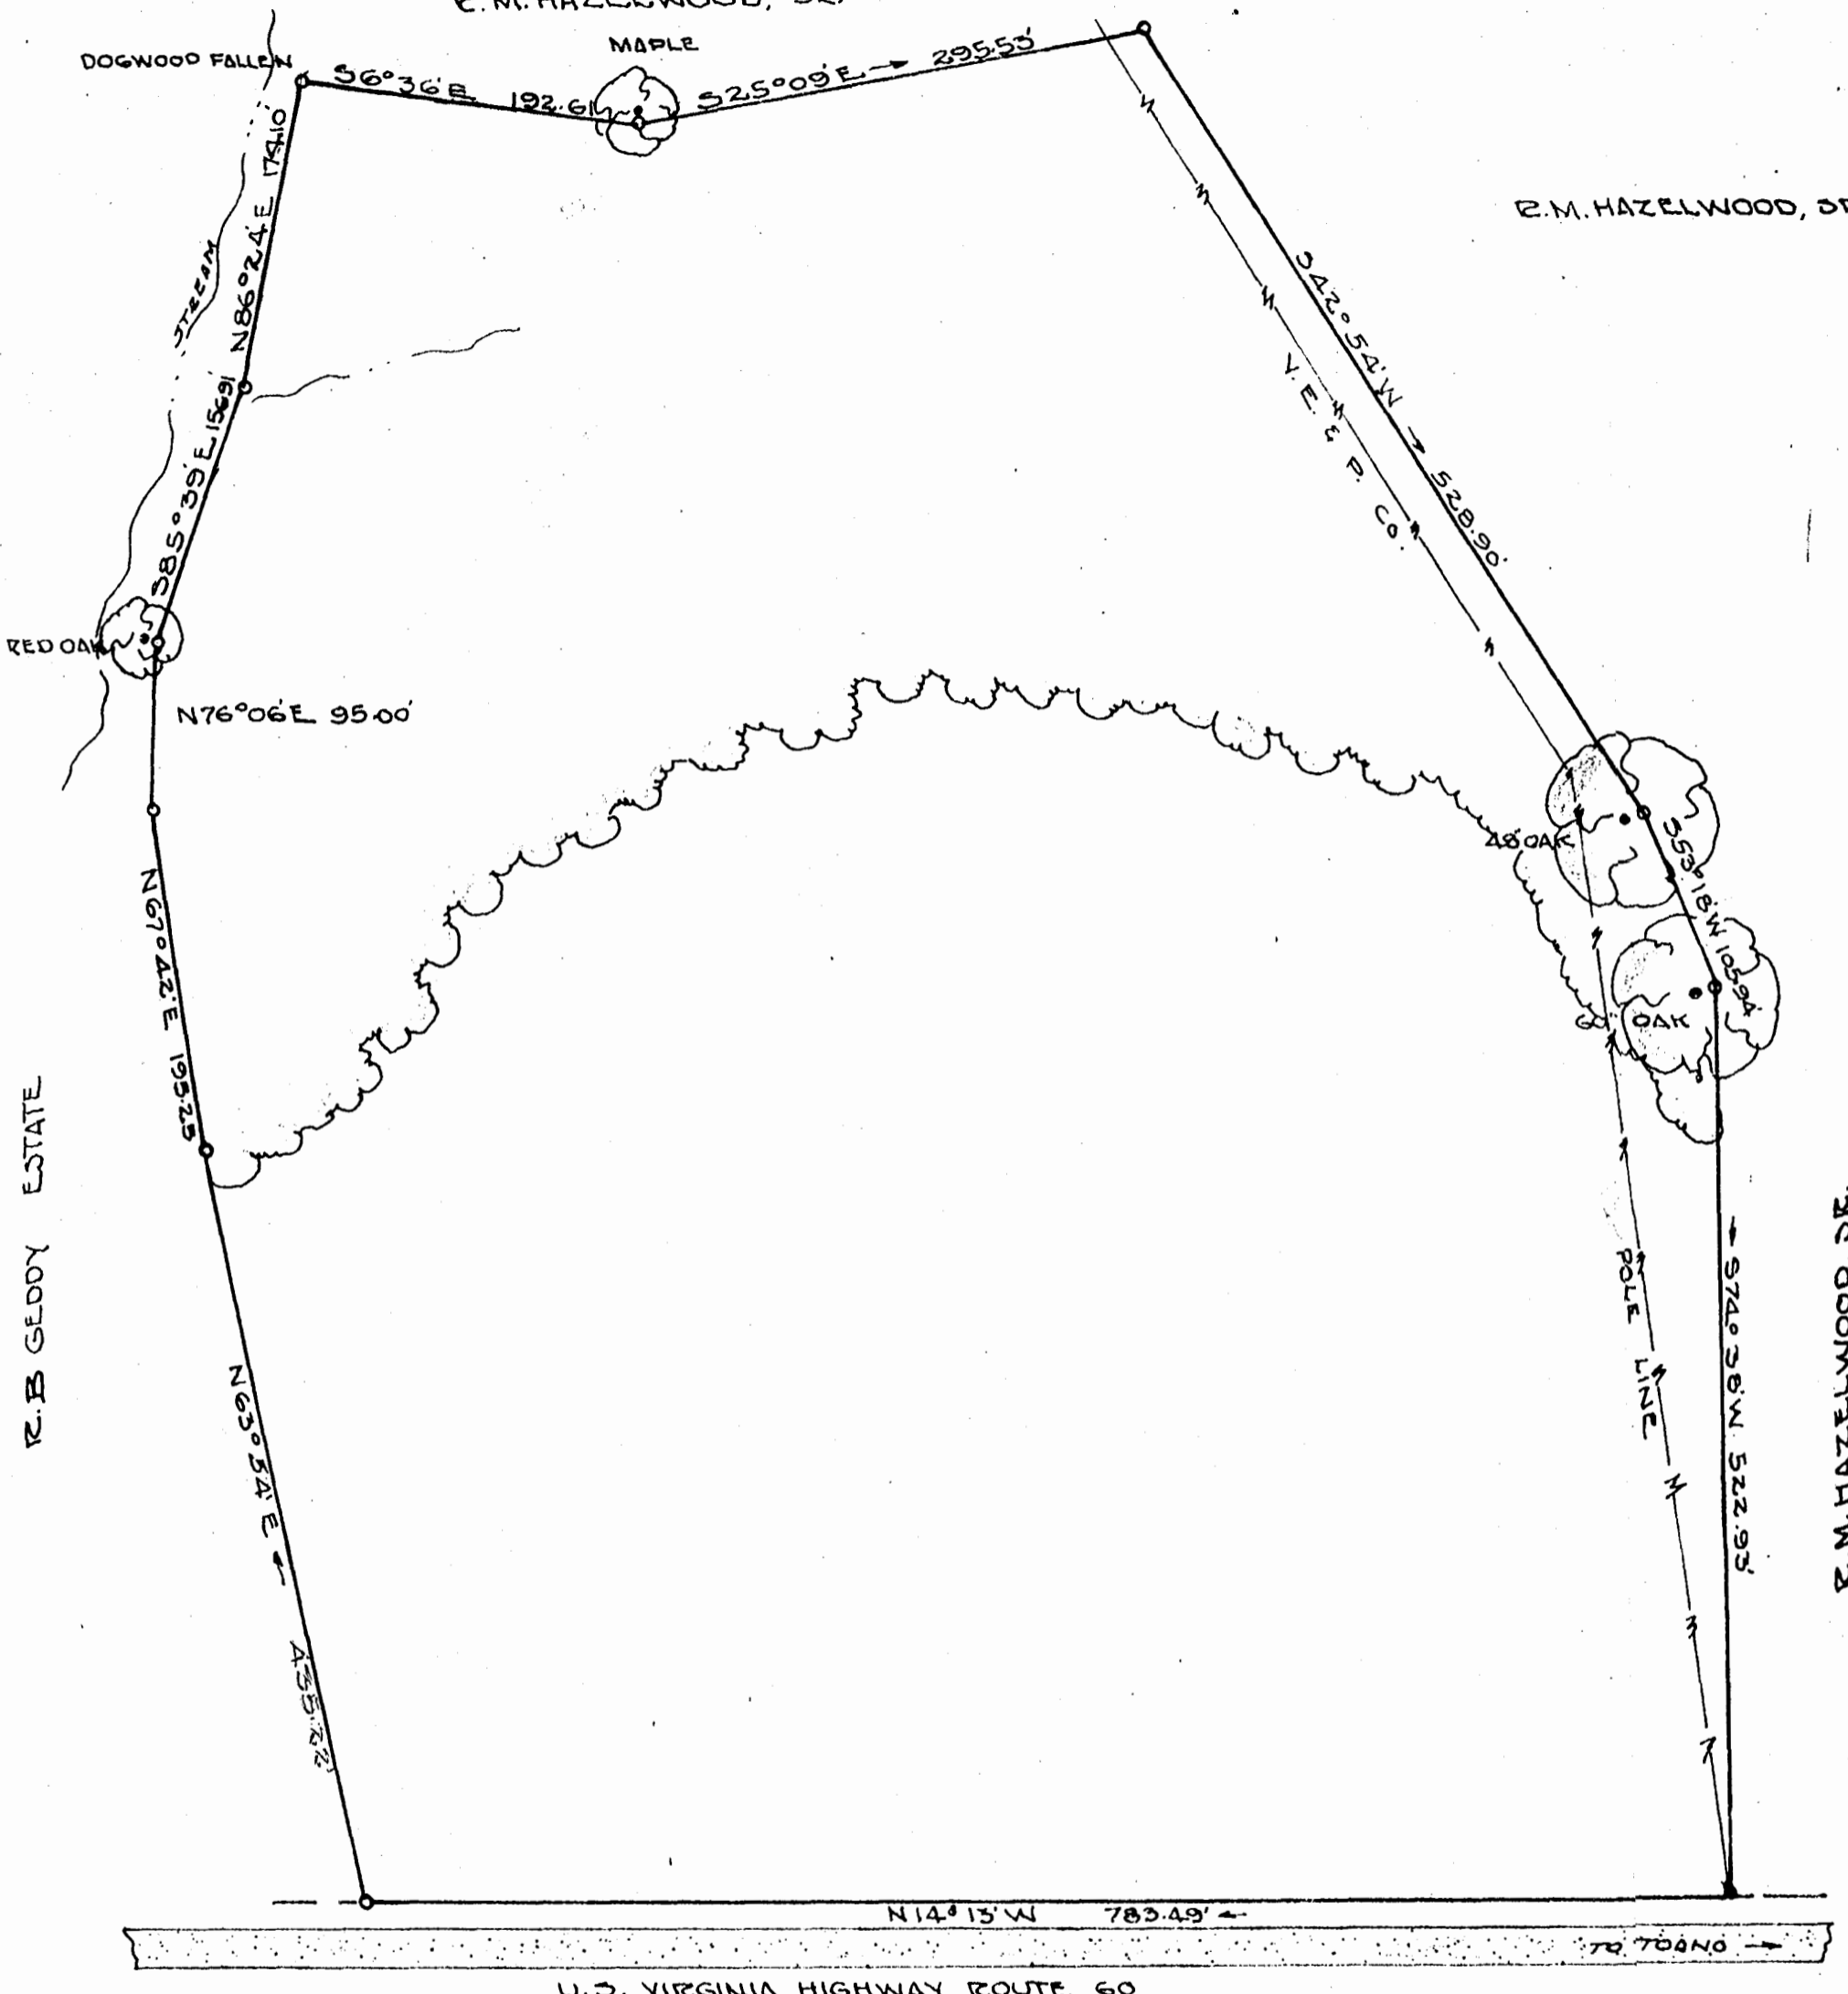 MAPLE
DOGWOOD FALLEN
S6°36'E 192.61
S25°09'E → 295.53'
R.M. HAZELWOOD, SR
N86°24'E 174.10'
STREAM
S42°54'W → 528.90'
V. E. & P. CO.
S85°39'E 156.91'
RED OAK
N76°06'E 95.00'
48" OAK
S53°18'W 105.94'
N67°42'E 195.25
OAK
R.B GEDDY ESTATE
POLE LINE
S74°38'W 522.93'
R.M. HAZELWOOD
N63°54'E ←
N14°13'W 783.49' ←
TO TOANO →
U.S. VIRGINIA HIGHWAY ROUTE 60